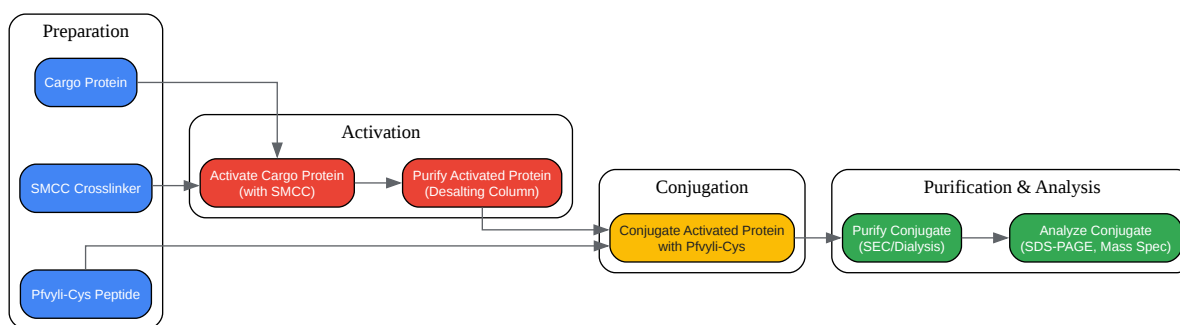 Preparation
Cargo Protein
SMCC Crosslinker
Pfvyli-Cys Peptide
Activation
Activate Cargo Protein
(with SMCC)
Purify Activated Protein
(Desalting Column)
Conjugation
Conjugate Activated Protein
with Pfvyli-Cys
Purification & Analysis
Purify Conjugate
(SEC/Dialysis)
Analyze Conjugate
(SDS-PAGE, Mass Spec)